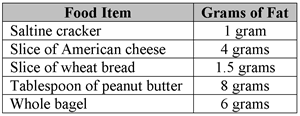 Food Item Grams of Fat
Saltine cracker 1 gram
Slice of American cheese 4 grams
Slice of wheat bread 1.5 grams
Tablespoon of peanut butter 8 grams
Whole bagel 6 grams